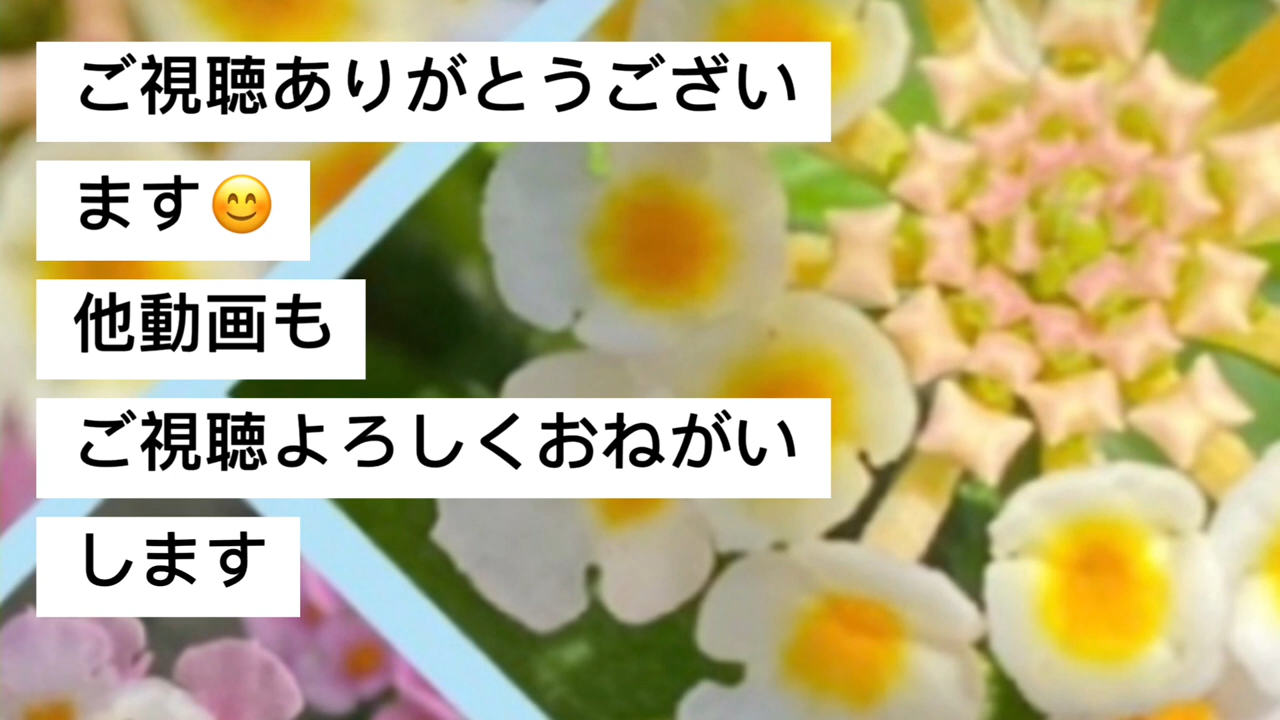 ご視聴ありがとうござい
ます😊
他動画も
ご視聴よろしくおねがい
します